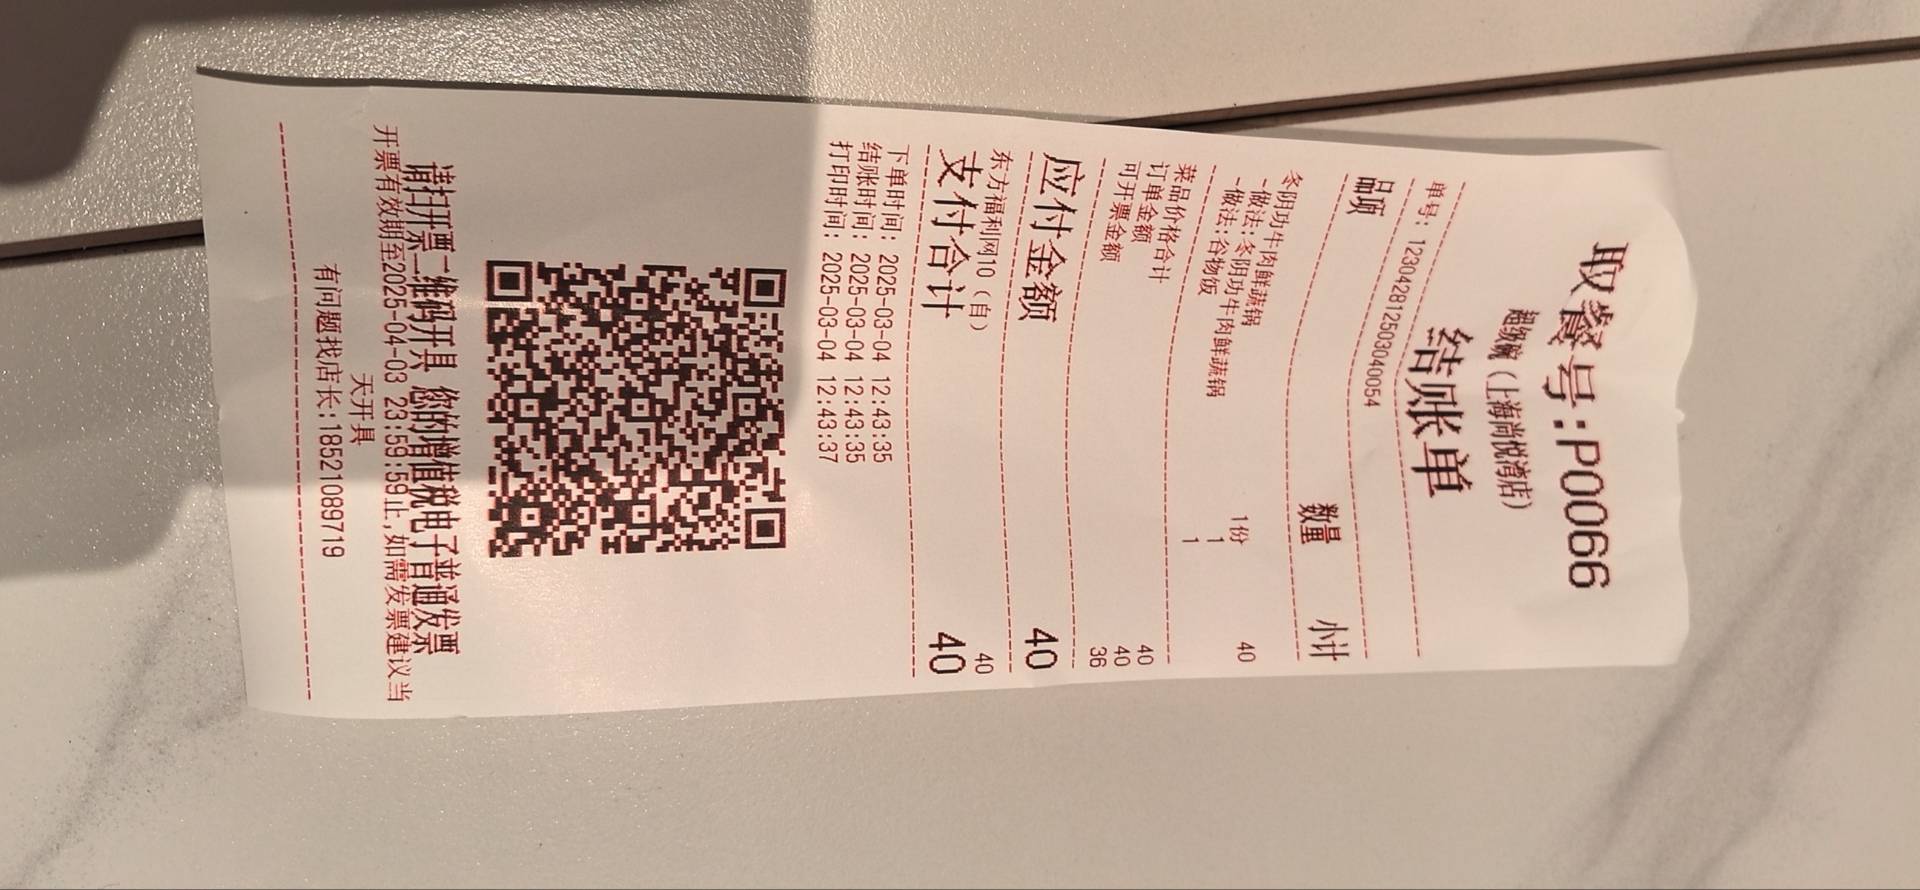 取餐号:P0066
超级碗（上海尚悦湾店）
结账单
单号：123042812503040054
品项 数量 小计
冬阴功牛肉鲜蔬锅 1份 40
-做法:冬阴功牛肉鲜蔬锅 1
-做法:谷物饭 1
菜品价格合计 40
订单金额 40
可开票金额 36
应付金额 40
东方福利网10（自） 40
支付合计 40
下单时间：2025-03-04 12:43:35
结账时间：2025-03-04 12:43:35
打印时间：2025-03-04 12:43:37
请扫开票二维码开具 您的增值税电子普通发票
开票有效期至2025-04-03 23:59:59止,如需发票建议当
天开具
有问题找店长:18521089719